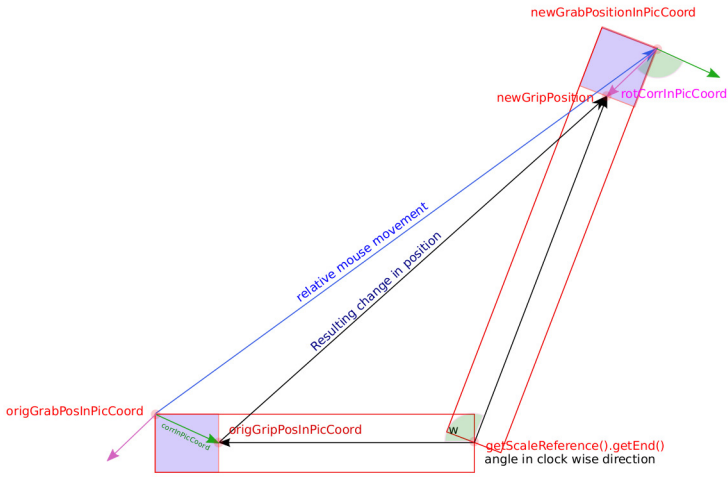 newGrabPositionInPicCoord
newGripPosition
rotCorrInPicCoord
relative mouse movement
Resulting change in position
origGrabPosInPicCoord
corrInPicCoord
origGripPosInPicCoord
w
getScaleReference().getEnd()
angle in clock wise direction